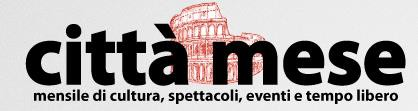 città mese
mensile di cultura, spettacoli, eventi e tempo libero